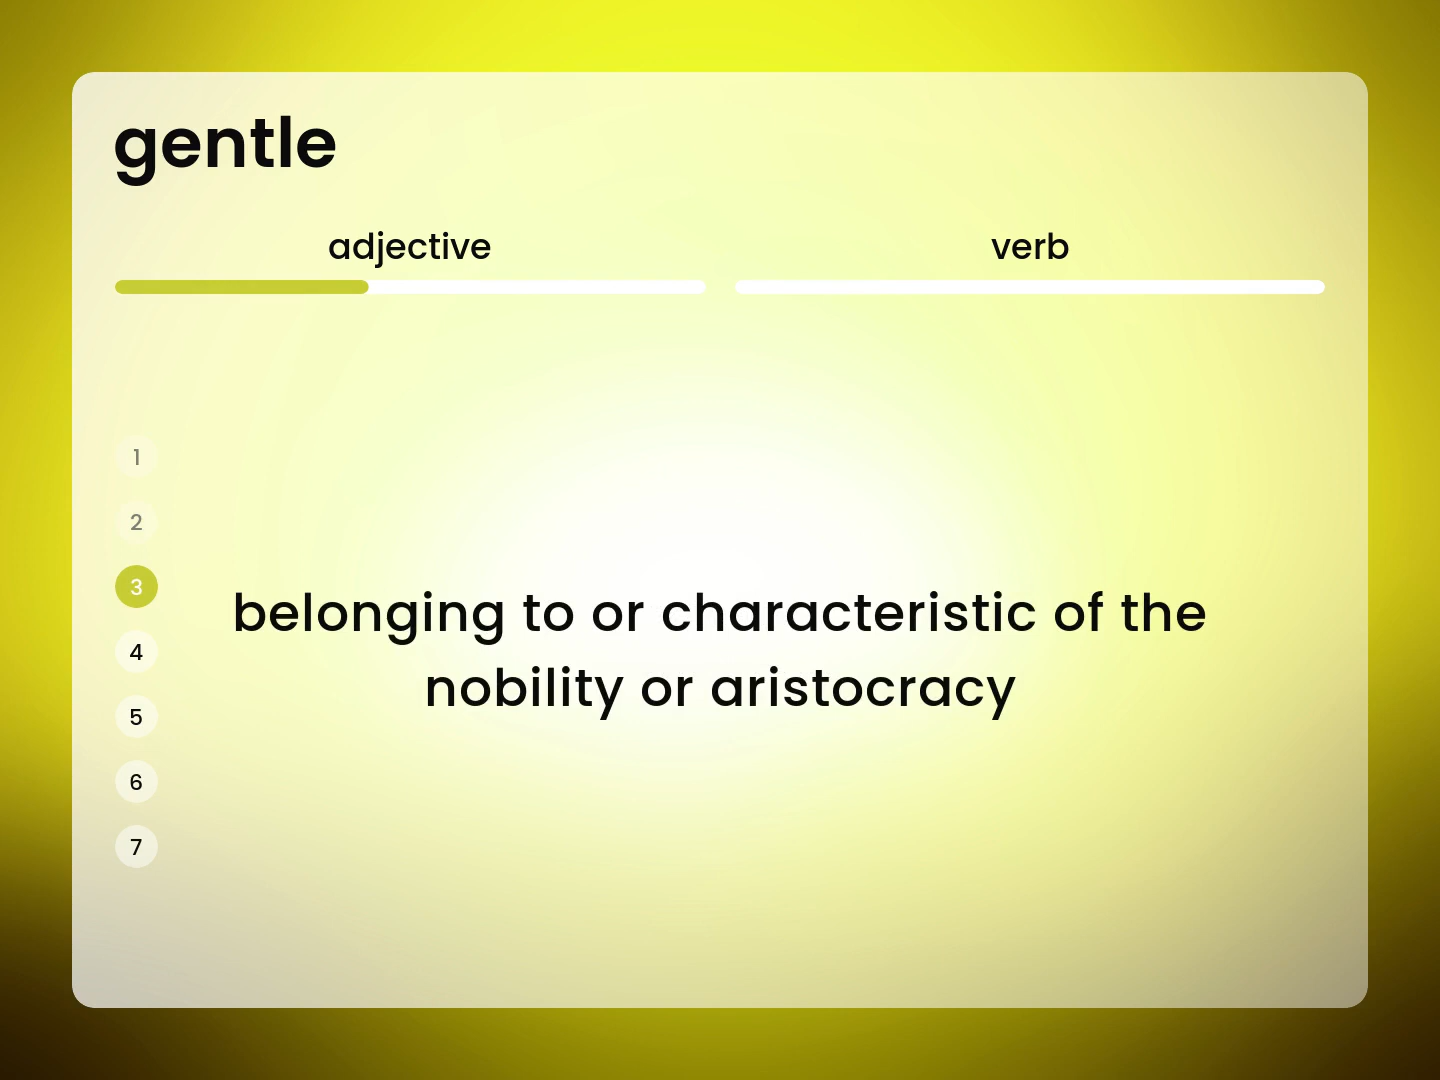 gentle
adjective
verb
1
2
3
4
5
6
7
belonging to or characteristic of the
nobility or aristocracy